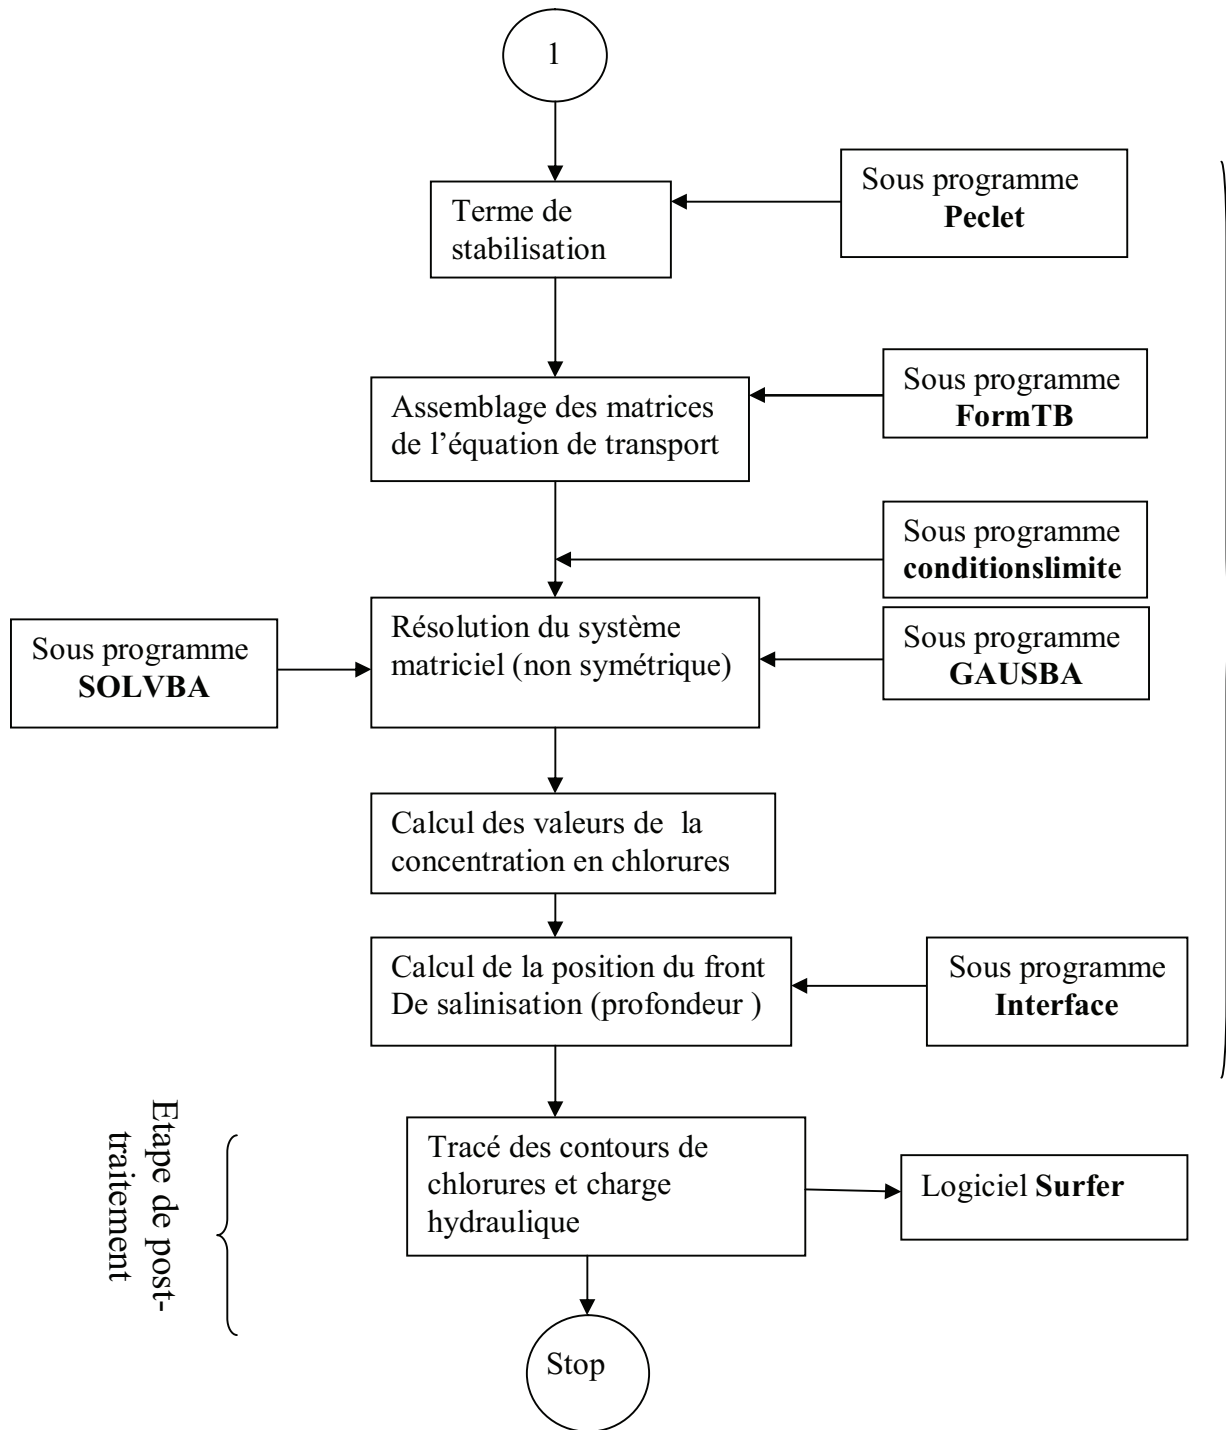 1
Sous programme
Peclet
Terme de
stabilisation
Sous programme
FormTB
Assemblage des matrices
de l’équation de transport
Sous programme
conditionslimite
Résolution du système
matriciel (non symétrique)
Sous programme
GAUSBA
Sous programme
SOLVBA
Calcul des valeurs de  la
concentration en chlorures
Calcul de la position du front
De salinisation (profondeur )
Sous programme
Interface
Etape de post-
traitement
Tracé des contours de
chlorures et charge
hydraulique
Logiciel Surfer
Stop